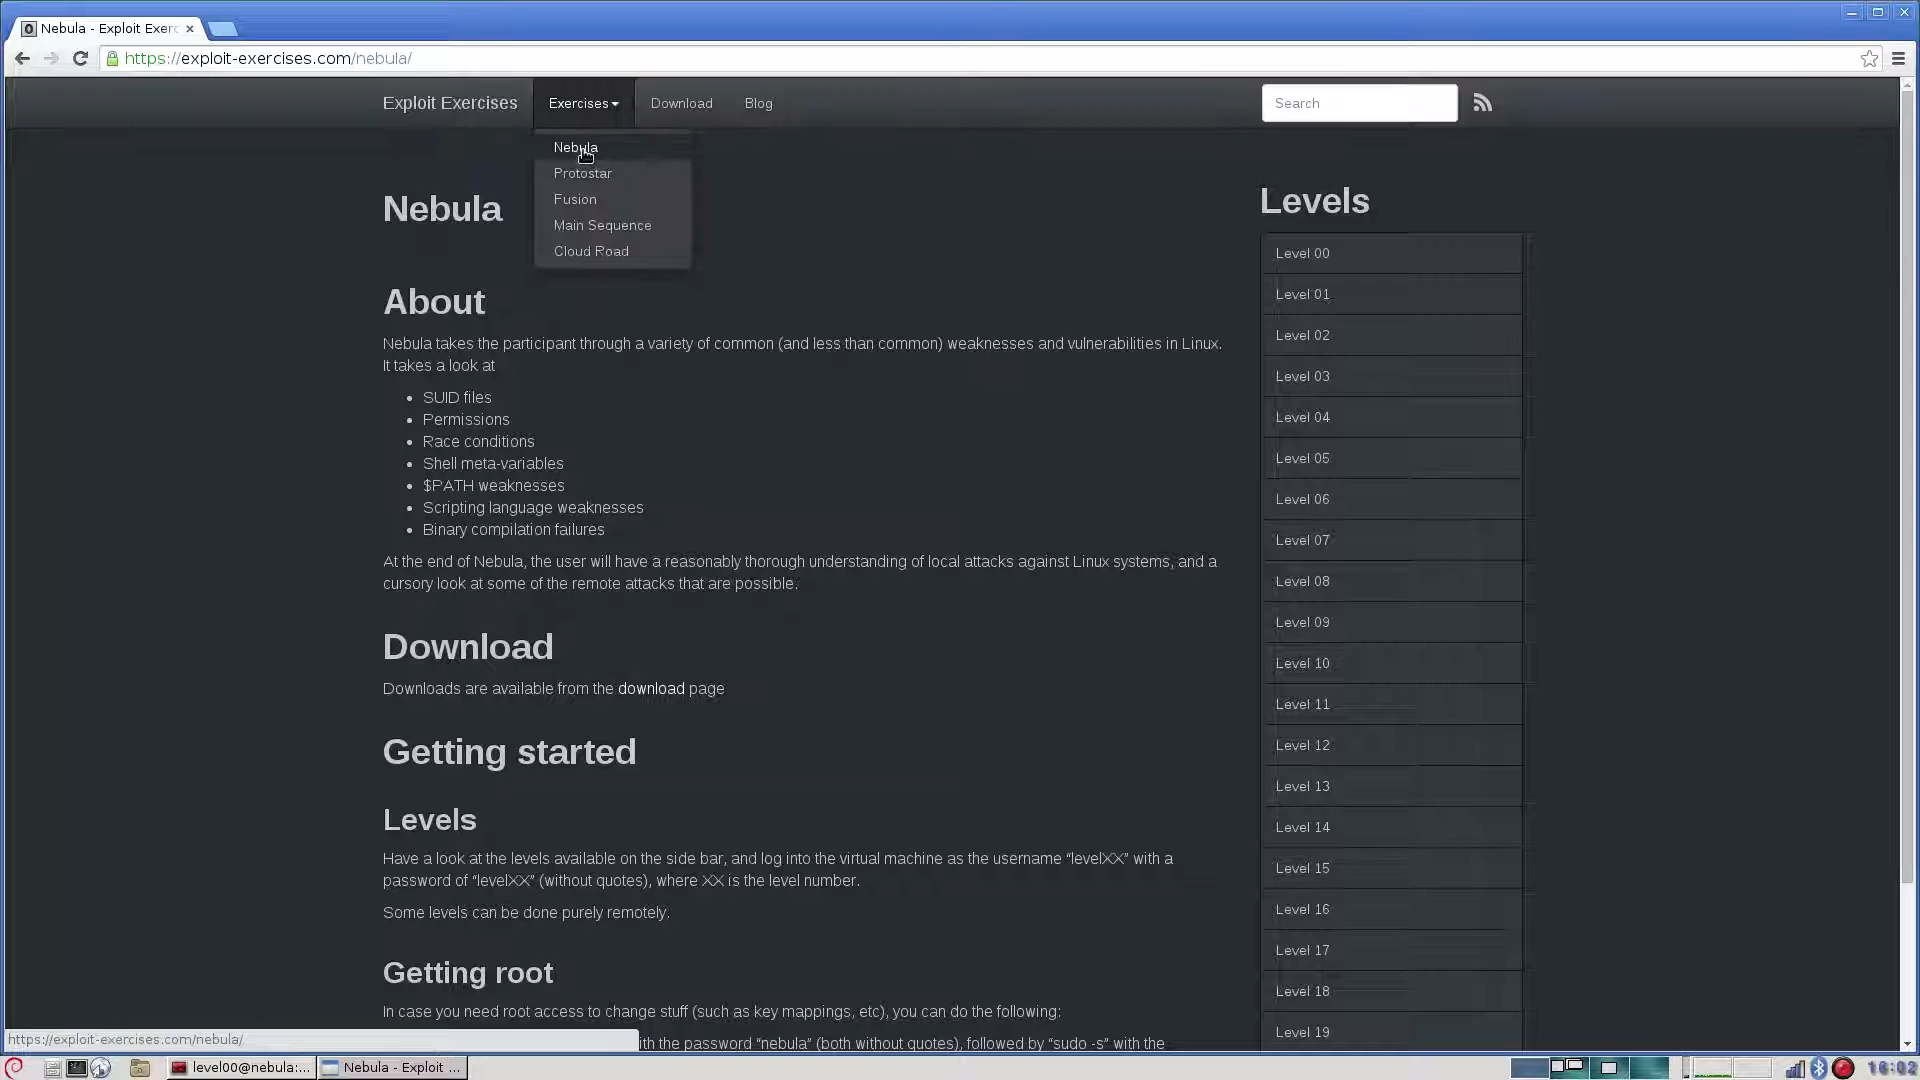 Nebula - Exploit Exerc
https://exploit-exercises.com/nebula/
Exploit Exercises
Exercises
Download
Blog
Search
Nebula
Protostar
Fusion
Main Sequence
Cloud Road
Nebula
About
Nebula takes the participant through a variety of common (and less than common) weaknesses and vulnerabilities in Linux.
It takes a look at
• SUID files
• Permissions
• Race conditions
• Shell meta-variables
• $PATH weaknesses
• Scripting language weaknesses
• Binary compilation failures
At the end of Nebula, the user will have a reasonably thorough understanding of local attacks against Linux systems, and a
cursory look at some of the remote attacks that are possible.
Download
Downloads are available from the download page
Getting started
Levels
Have a look at the levels available on the side bar, and log into the virtual machine as the username “levelXX” with a
password of “levelXX” (without quotes), where XX is the level number.
Some levels can be done purely remotely.
Getting root
In case you need root access to change stuff (such as key mappings, etc), you can do the following:
ith the password “nebula” (both without quotes), followed by “sudo -s” with the
Levels
Level 00
Level 01
Level 02
Level 03
Level 04
Level 05
Level 06
Level 07
Level 08
Level 09
Level 10
Level 11
Level 12
Level 13
Level 14
Level 15
Level 16
Level 17
Level 18
Level 19
https://exploit-exercises.com/nebula/
level00@nebula:...
Nebula - Exploit ...
16:02